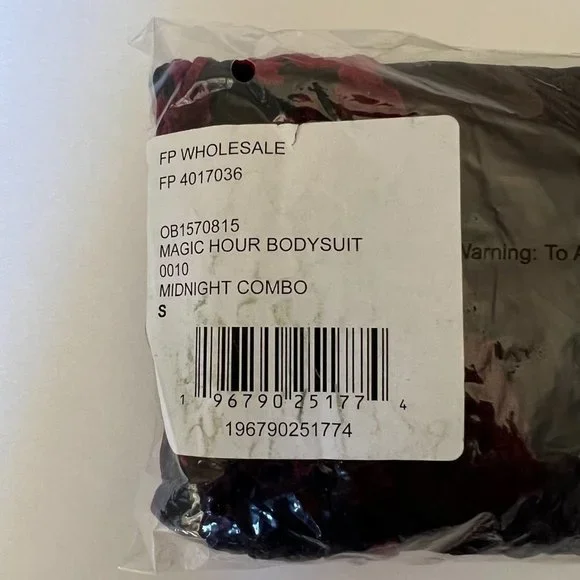 FP WHOLESALE
FP 4017036
OB1570815
MAGIC HOUR BODYSUIT
0010
MIDNIGHT COMBO
S
1 96790 25177 4
196790251774
Warning: To A